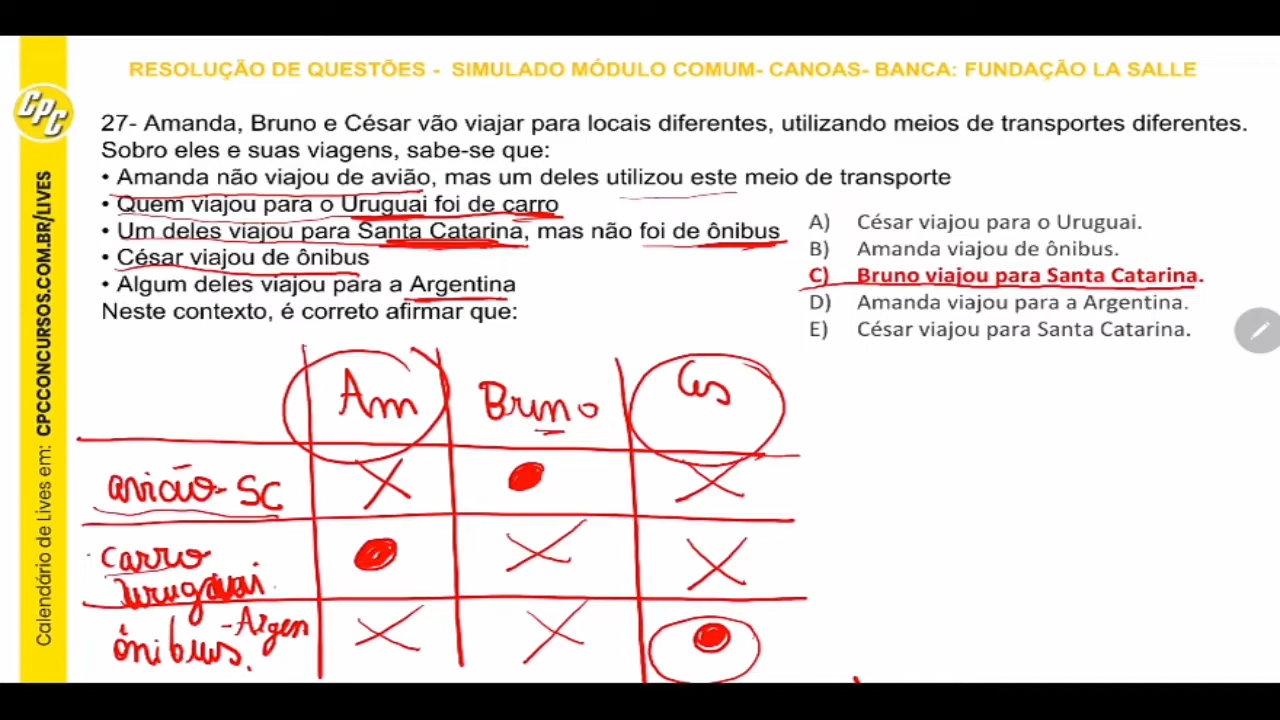 RESOLUÇÃO DE QUESTÕES - SIMULADO MÓDULO COMUM- CANOAS- BANCA: FUNDAÇÃO LA SALLE
CPC
Calendário de Lives em: CPCCONCURSOS.COM.BR/LIVES
27- Amanda, Bruno e César vão viajar para locais diferentes, utilizando meios de transportes diferentes.
Sobro eles e suas viagens, sabe-se que:
• Amanda não viajou de avião, mas um deles utilizou este meio de transporte
• Quem viajou para o Uruguai foi de carro
• Um deles viajou para Santa Catarina, mas não foi de ônibus
• César viajou de ônibus
• Algum deles viajou para a Argentina
Neste contexto, é correto afirmar que:
A) César viajou para o Uruguai.
B) Amanda viajou de ônibus.
C) Bruno viajou para Santa Catarina.
D) Amanda viajou para a Argentina.
E) César viajou para Santa Catarina.
Am Bruno Ces
avião - SC
carro
Uruguai
- Argen
ônibus.